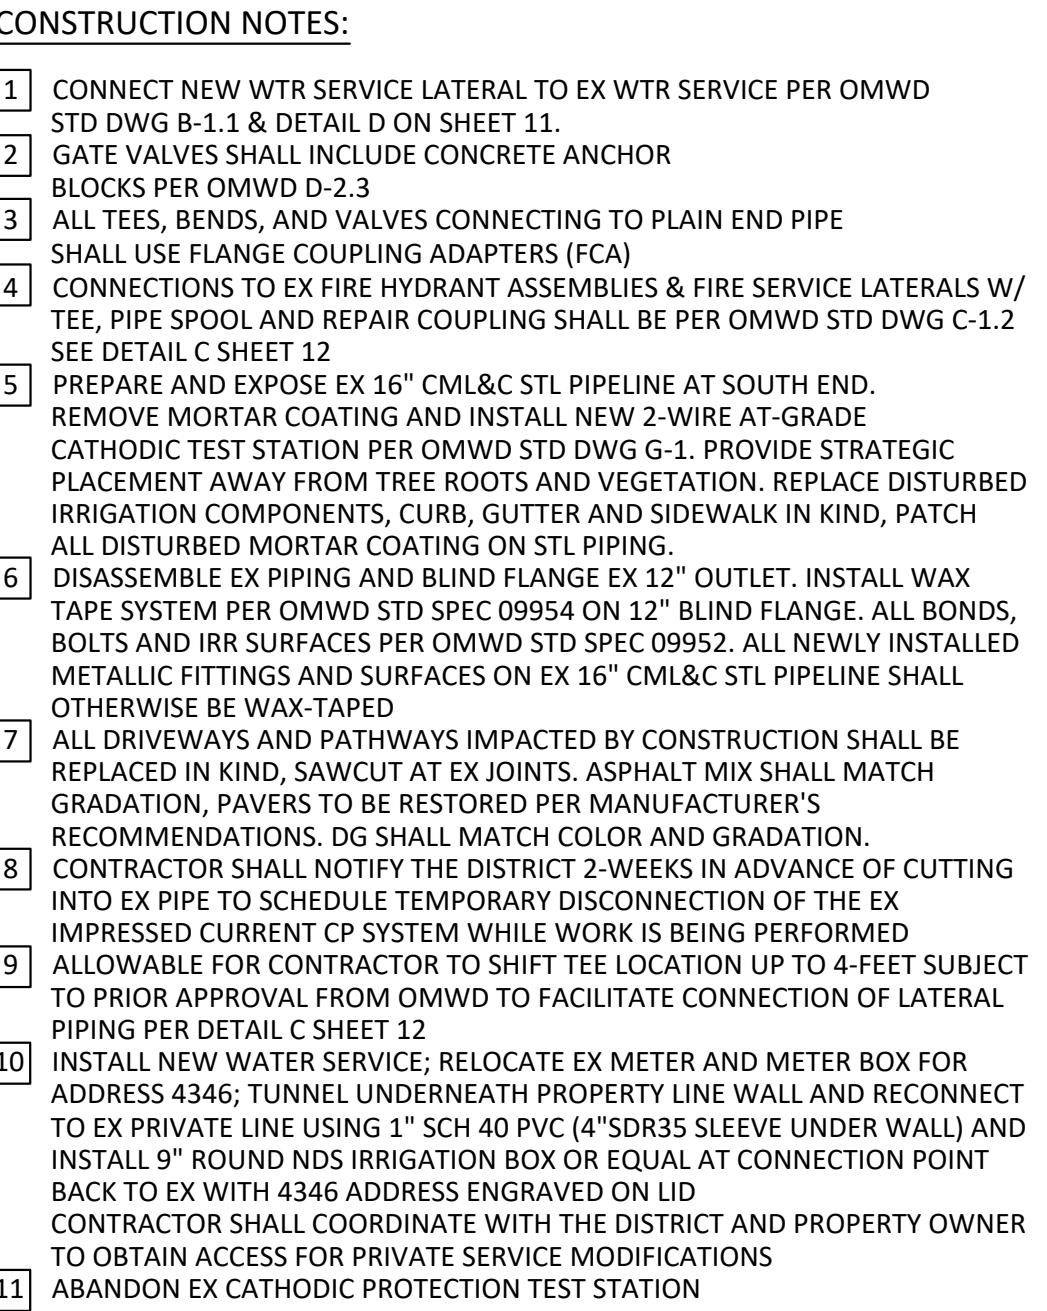 CONSTRUCTION NOTES:
1 CONNECT NEW WTR SERVICE LATERAL TO EX WTR SERVICE PER OMWD
STD DWG B-1.1 & DETAIL D ON SHEET 11.
2 GATE VALVES SHALL INCLUDE CONCRETE ANCHOR
BLOCKS PER OMWD D-2.3
3 ALL TEES, BENDS, AND VALVES CONNECTING TO PLAIN END PIPE
SHALL USE FLANGE COUPLING ADAPTERS (FCA)
4 CONNECTIONS TO EX FIRE HYDRANT ASSEMBLIES & FIRE SERVICE LATERALS W/
TEE, PIPE SPOOL AND REPAIR COUPLING SHALL BE PER OMWD STD DWG C-1.2
SEE DETAIL C SHEET 12
5 PREPARE AND EXPOSE EX 16" CML&C STL PIPELINE AT SOUTH END.
REMOVE MORTAR COATING AND INSTALL NEW 2-WIRE AT-GRADE
CATHODIC TEST STATION PER OMWD STD DWG G-1. PROVIDE STRATEGIC
PLACEMENT AWAY FROM TREE ROOTS AND VEGETATION. REPLACE DISTURBED
IRRIGATION COMPONENTS, CURB, GUTTER AND SIDEWALK IN KIND, PATCH
ALL DISTURBED MORTAR COATING ON STL PIPING.
6 DISASSEMBLE EX PIPING AND BLIND FLANGE EX 12" OUTLET. INSTALL WAX
TAPE SYSTEM PER OMWD STD SPEC 09954 ON 12" BLIND FLANGE. ALL BONDS,
BOLTS AND IRR SURFACES PER OMWD STD SPEC 09952. ALL NEWLY INSTALLED
METALLIC FITTINGS AND SURFACES ON EX 16" CML&C STL PIPELINE SHALL
OTHERWISE BE WAX-TAPED
7 ALL DRIVEWAYS AND PATHWAYS IMPACTED BY CONSTRUCTION SHALL BE
REPLACED IN KIND, SAWCUT AT EX JOINTS. ASPHALT MIX SHALL MATCH
GRADATION, PAVERS TO BE RESTORED PER MANUFACTURER'S
RECOMMENDATIONS. DG SHALL MATCH COLOR AND GRADATION.
8 CONTRACTOR SHALL NOTIFY THE DISTRICT 2-WEEKS IN ADVANCE OF CUTTING
INTO EX PIPE TO SCHEDULE TEMPORARY DISCONNECTION OF THE EX
IMPRESSED CURRENT CP SYSTEM WHILE WORK IS BEING PERFORMED
9 ALLOWABLE FOR CONTRACTOR TO SHIFT TEE LOCATION UP TO 4-FEET SUBJECT
TO PRIOR APPROVAL FROM OMWD TO FACILITATE CONNECTION OF LATERAL
PIPING PER DETAIL C SHEET 12
10 INSTALL NEW WATER SERVICE; RELOCATE EX METER AND METER BOX FOR
ADDRESS 4346; TUNNEL UNDERNEATH PROPERTY LINE WALL AND RECONNECT
TO EX PRIVATE LINE USING 1" SCH 40 PVC (4"SDR35 SLEEVE UNDER WALL) AND
INSTALL 9" ROUND NDS IRRIGATION BOX OR EQUAL AT CONNECTION POINT
BACK TO EX WITH 4346 ADDRESS ENGRAVED ON LID
CONTRACTOR SHALL COORDINATE WITH THE DISTRICT AND PROPERTY OWNER
TO OBTAIN ACCESS FOR PRIVATE SERVICE MODIFICATIONS
11 ABANDON EX CATHODIC PROTECTION TEST STATION